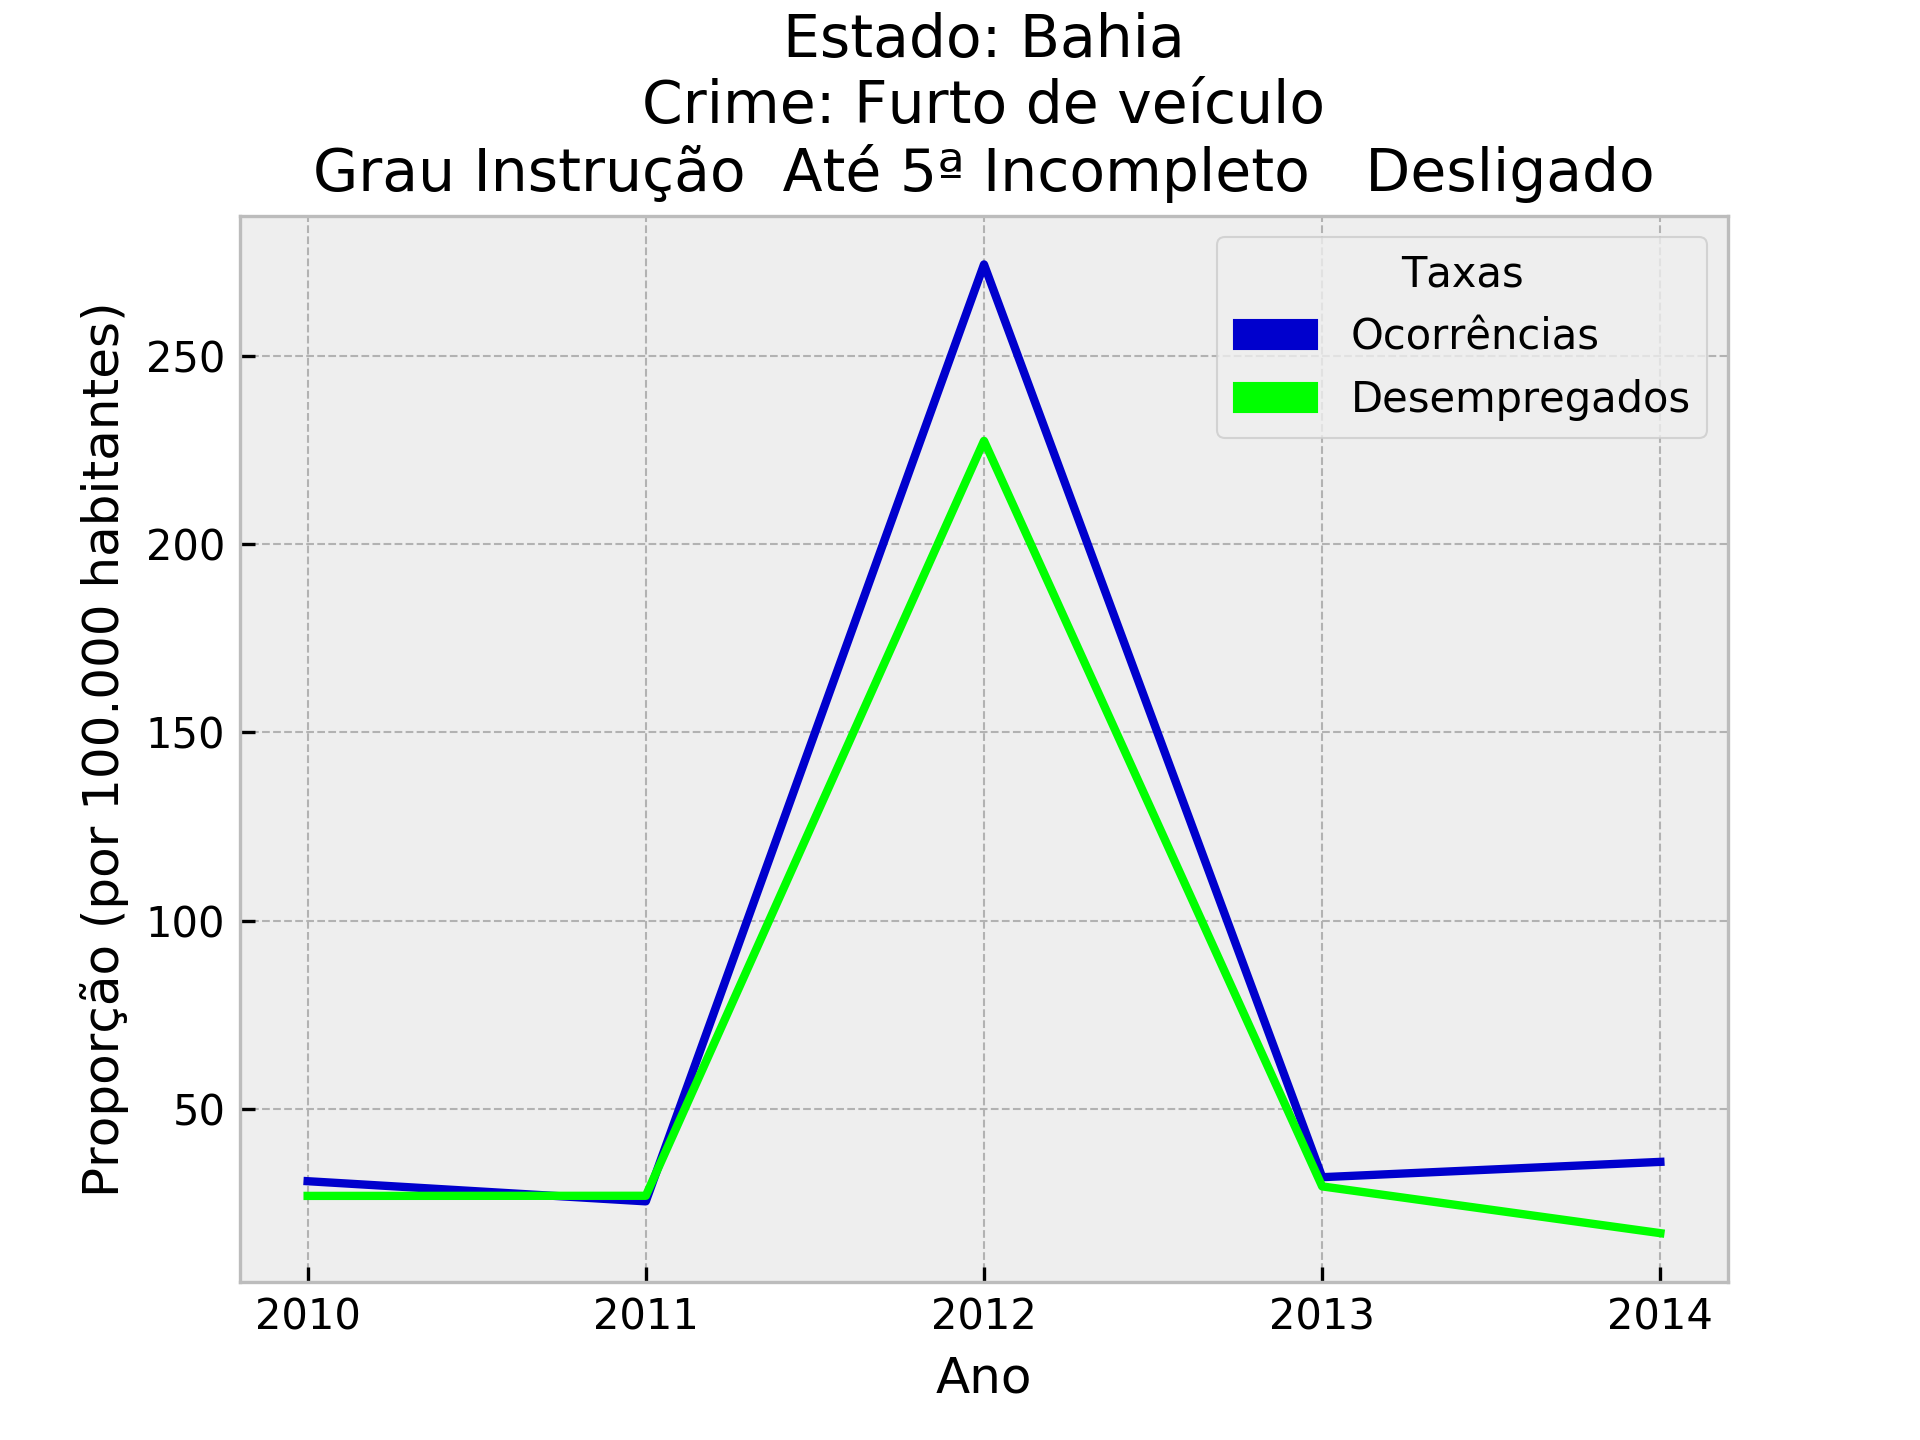 Estado: Bahia
Crime: Furto de veículo
Grau Instrução  Até 5ª Incompleto   Desligado
Taxas
Ocorrências
Desempregados
Proporção (por 100.000 habitantes)
250
200
150
100
50
2010 2011 2012 2013 2014
Ano